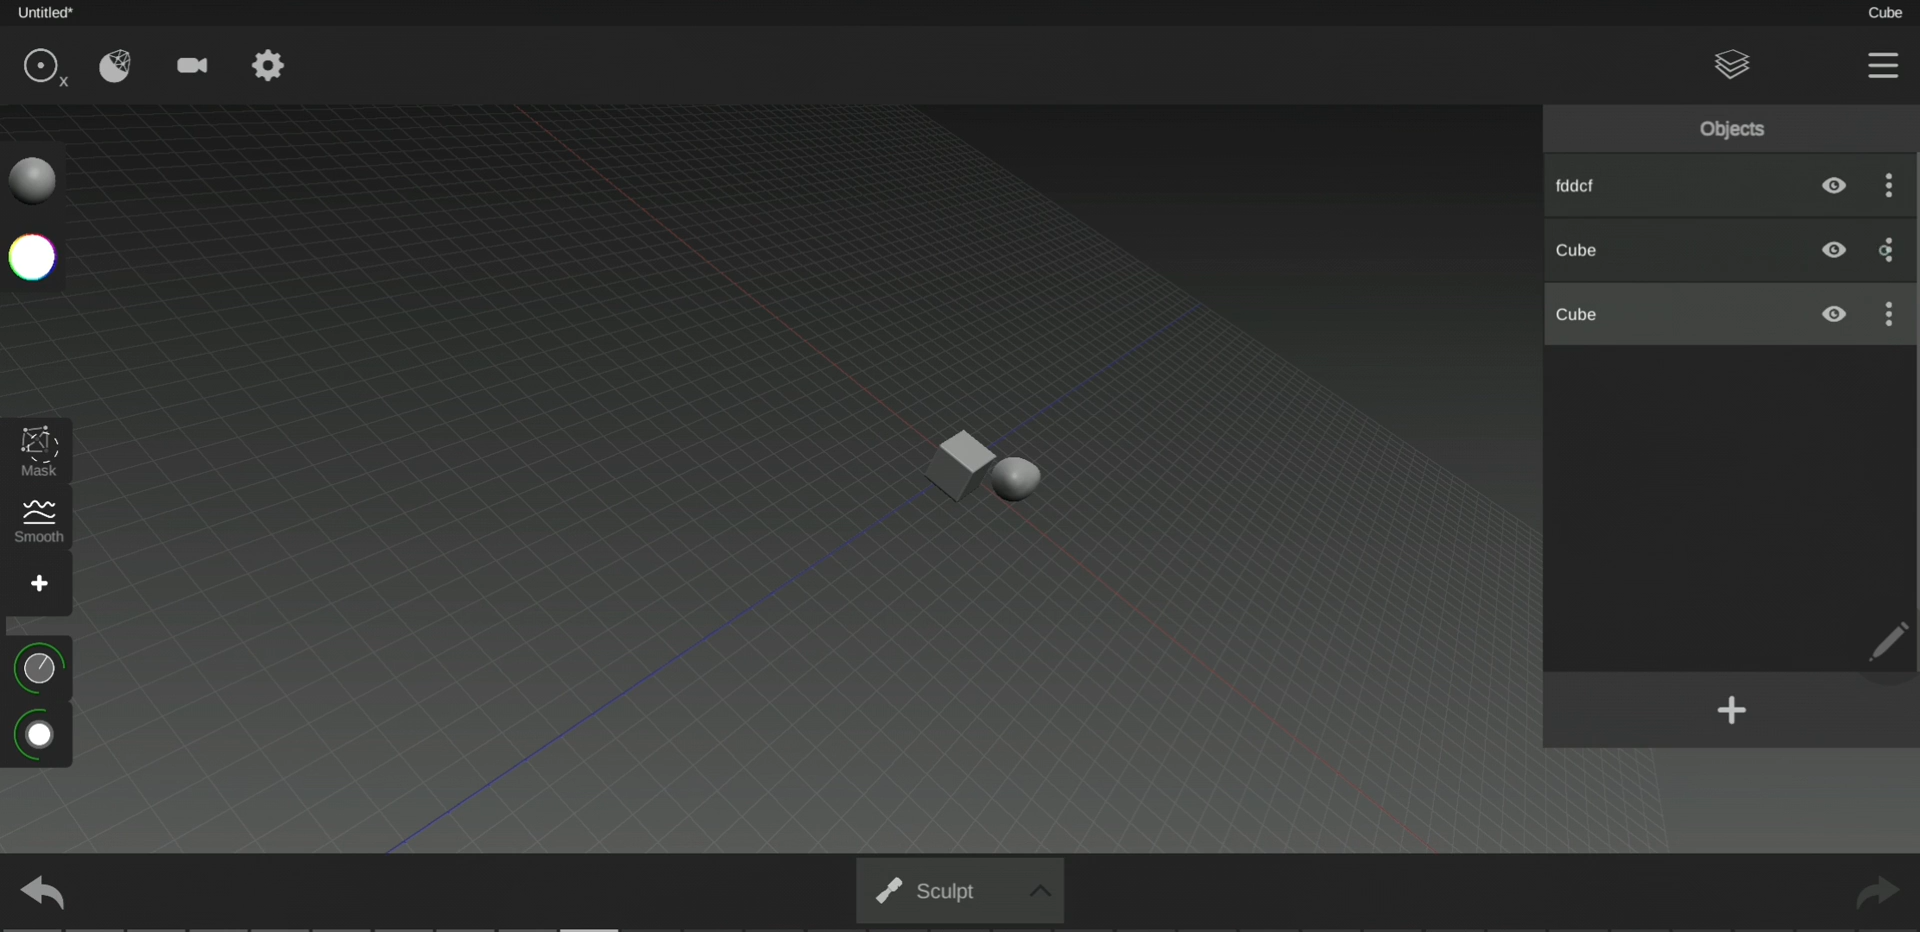 Untitled*
Cube
x
Objects
fddcf
Cube
Cube
Mask
Smooth
Sculpt